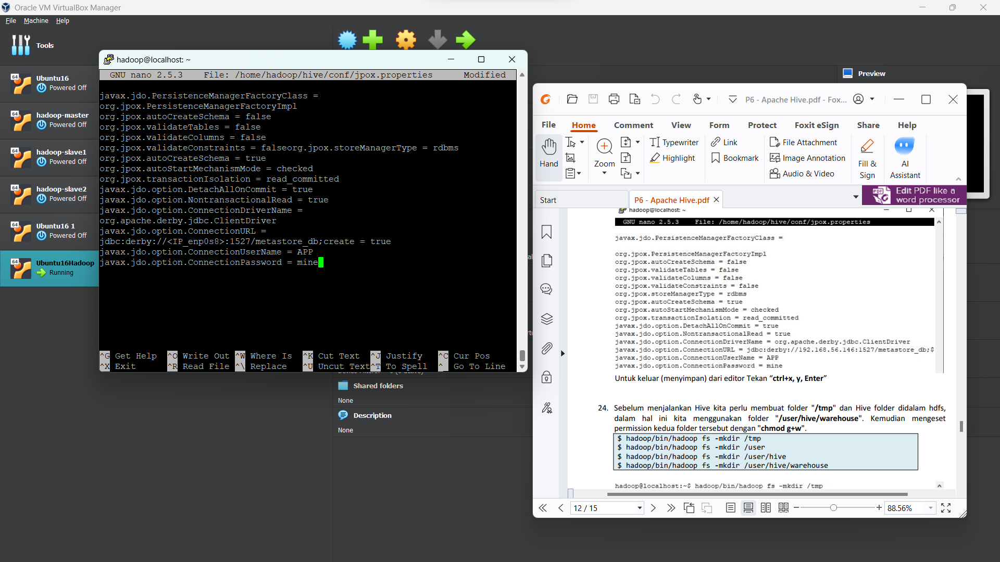 Oracle VM VirtualBox Manager
File Machine Help
Tools
64 Ubuntu16
Powered Off
64 hadoop-master
Powered Off
64 hadoop-slave1
Powered Off
64 hadoop-slave2
Powered Off
64 Ubuntu16 1
Powered Off
64 Ubuntu16Hadoop
Running
Preview
hadoop@localhost: ~
GNU nano 2.5.3 File: /home/hadoop/hive/conf/jpox.properties Modified
javax.jdo.PersistenceManagerFactoryClass =
org.jpox.PersistenceManagerFactoryImpl
org.jpox.autoCreateSchema = false
org.jpox.validateTables = false
org.jpox.validateColumns = false
org.jpox.validateConstraints = falseorg.jpox.storeManagerType = rdbms
org.jpox.autoCreateSchema = true
org.jpox.autoStartMechanismMode = checked
org.jpox.transactionIsolation = read_committed
javax.jdo.option.DetachAllOnCommit = true
javax.jdo.option.NontransactionalRead = true
javax.jdo.option.ConnectionDriverName =
org.apache.derby.jdbc.ClientDriver
javax.jdo.option.ConnectionURL =
jdbc:derby://<IP_enp0s8>:1527/metastore_db;create = true
javax.jdo.option.ConnectionUserName = APP
javax.jdo.option.ConnectionPassword = mine
^G Get Help ^O Write Out ^W Where Is ^K Cut Text ^J Justify ^C Cur Pos
^X Exit ^R Read File ^\ Replace ^U Uncut Text ^T To Spell ^_ Go To Line
Shared folders
None
Description
None
P6 - Apache Hive.pdf - Fox...
File Home Comment View Form Protect Foxit eSign Share Help
Hand
Zoom
Typewriter
Highlight
Link
Bookmark
File Attachment
Image Annotation
Audio & Video
Fill &
Sign
AI
Assistant
Start
P6 - Apache Hive.pdf
PDF
Edit PDF like a
word processor
hadoop@localhost: ~
GNU nano 2.5.3 File: /home/hadoop/hive/conf/jpox.properties
javax.jdo.PersistenceManagerFactoryClass =
org.jpox.PersistenceManagerFactoryImpl
org.jpox.autoCreateSchema = false
org.jpox.validateTables = false
org.jpox.validateColumns = false
org.jpox.validateConstraints = false
org.jpox.storeManagerType = rdbms
org.jpox.autoCreateSchema = true
org.jpox.autoStartMechanismMode = checked
org.jpox.transactionIsolation = read_committed
javax.jdo.option.DetachAllOnCommit = true
javax.jdo.option.NontransactionalRead = true
javax.jdo.option.ConnectionDriverName = org.apache.derby.jdbc.ClientDriver
javax.jdo.option.ConnectionURL = jdbc:derby://192.168.56.146:1527/metastore_db;$
javax.jdo.option.ConnectionUserName = APP
javax.jdo.option.ConnectionPassword = mine
Untuk keluar (menyimpan) dari editor Tekan “ctrl+x, y, Enter”
24. Sebelum menjalankan Hive kita perlu membuat folder "/tmp" dan Hive folder didalam hdfs,
dalam hal ini kita menggunakan folder "/user/hive/warehouse". Kemudian mengeset
permission kedua folder tersebut dengan "chmod g+w".
$ hadoop/bin/hadoop fs -mkdir /tmp
$ hadoop/bin/hadoop fs -mkdir /user
$ hadoop/bin/hadoop fs -mkdir /user/hive
$ hadoop/bin/hadoop fs -mkdir /user/hive/warehouse
hadoop@localhost:~$ hadoop/bin/hadoop fs -mkdir /tmp
12 / 15
88.56%